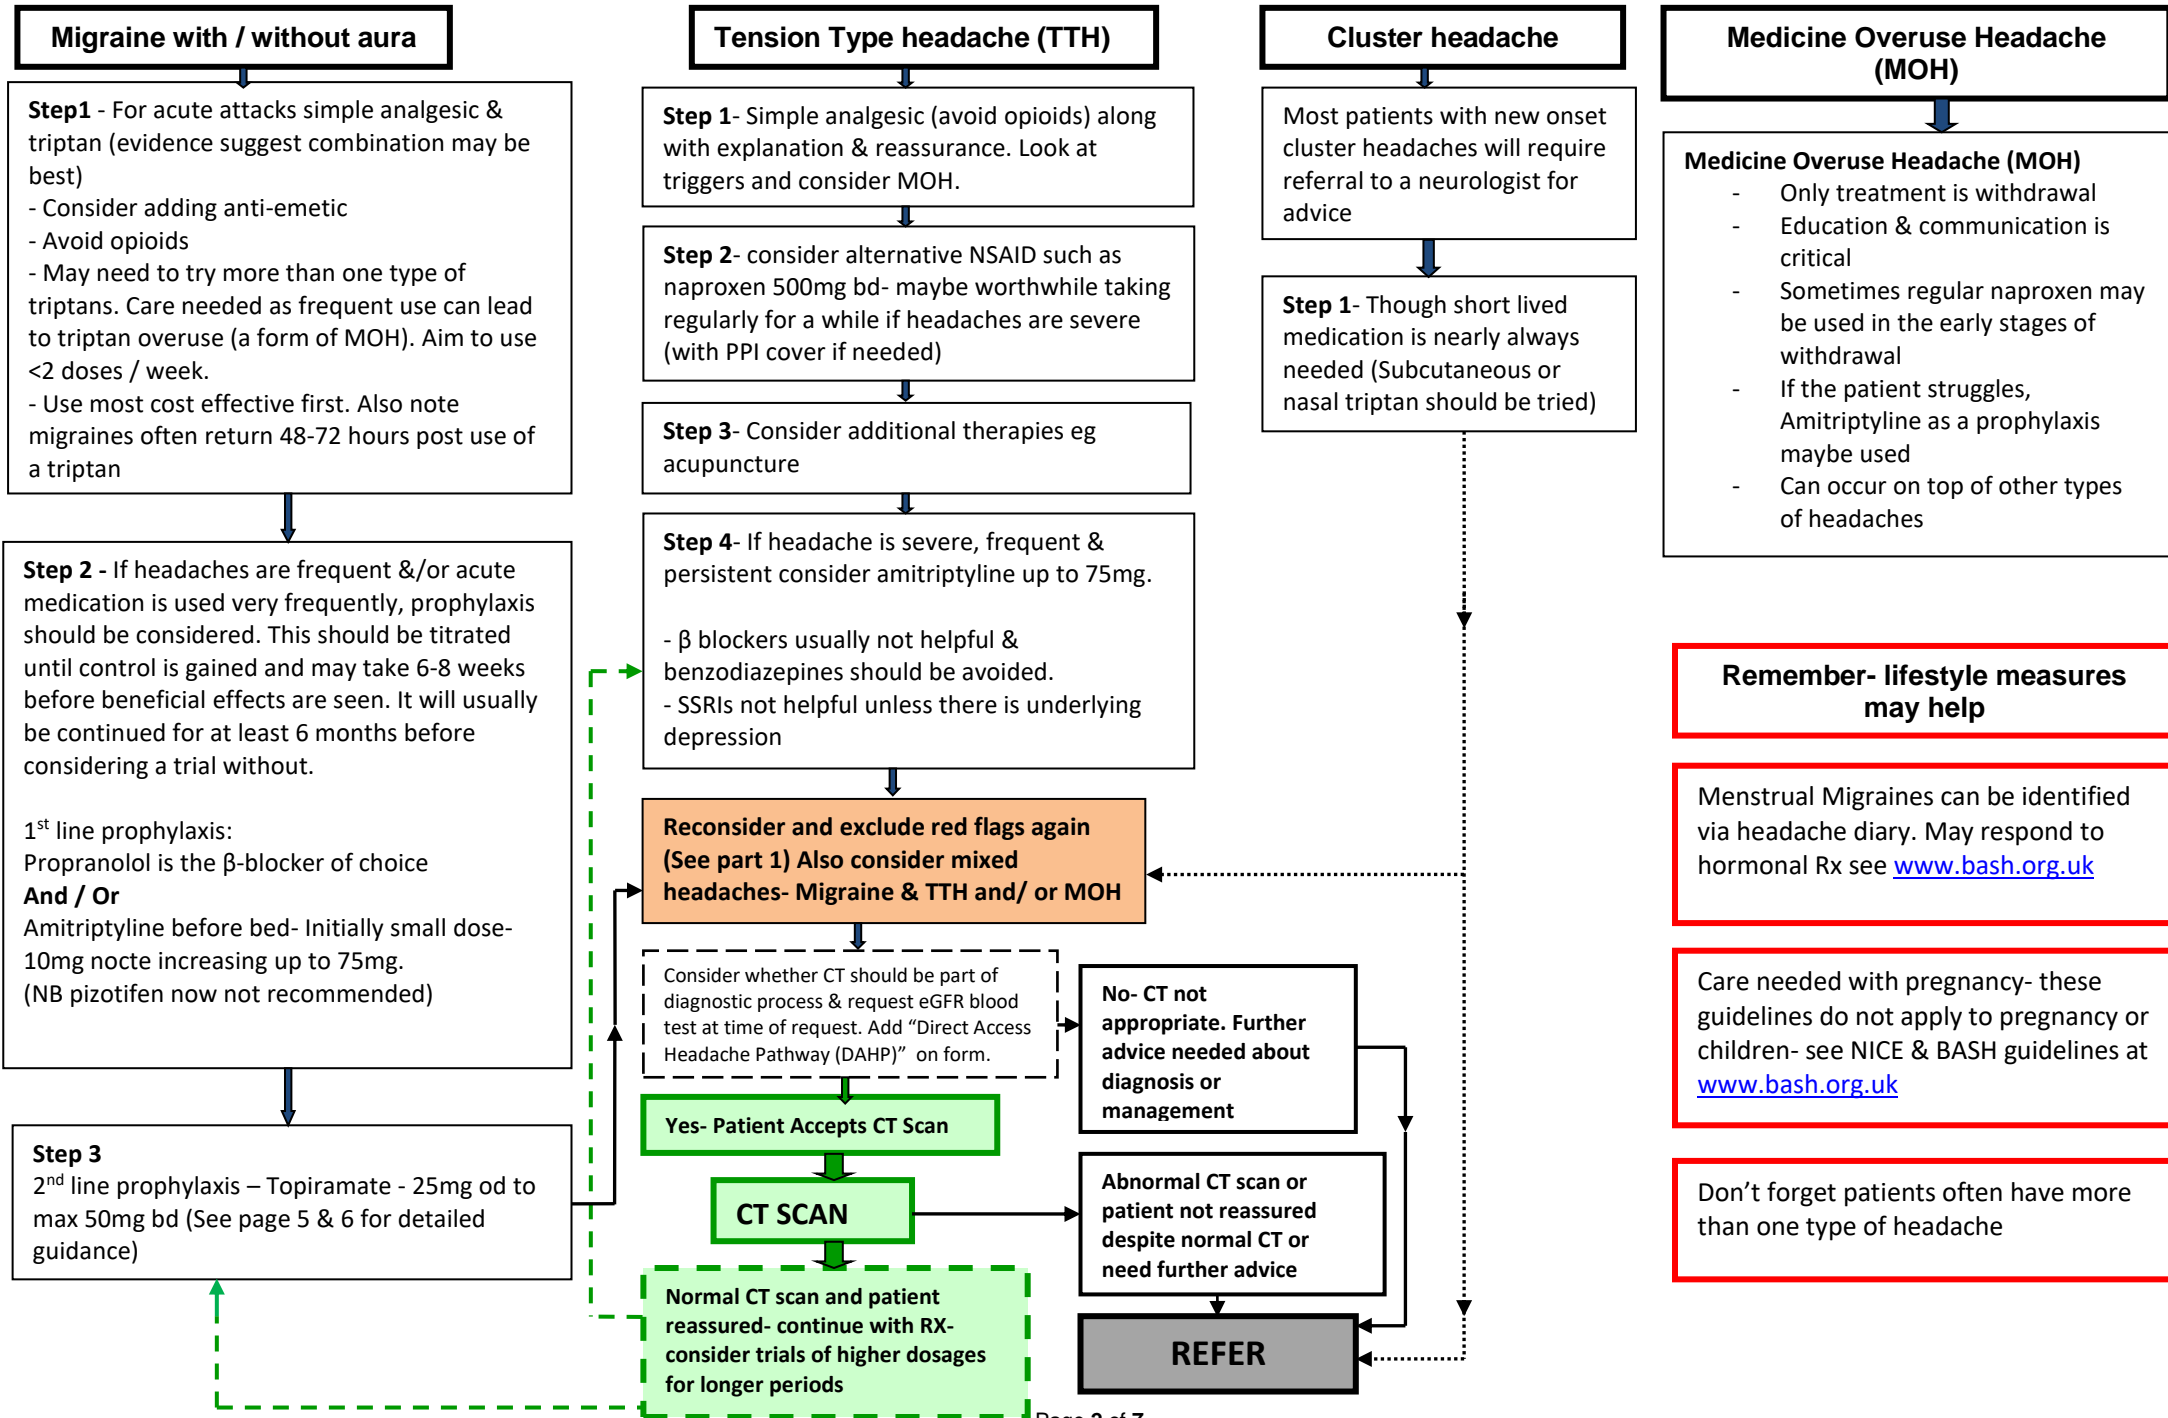 Migraine with / without aura
Step1 - For acute attacks simple analgesic &
triptan (evidence suggest combination may be
best)
- Consider adding anti-emetic
- Avoid opioids
- May need to try more than one type of
triptans. Care needed as frequent use can lead
to triptan overuse (a form of MOH). Aim to use
<2 doses / week.
- Use most cost effective first. Also note
migraines often return 48-72 hours post use of
a triptan
Step 2 - If headaches are frequent &/or acute
medication is used very frequently, prophylaxis
should be considered. This should be titrated
until control is gained and may take 6-8 weeks
before beneficial effects are seen. It will usually
be continued for at least 6 months before
considering a trial without.
1st line prophylaxis:
Propranolol is the β-blocker of choice
And / Or
Amitriptyline before bed- Initially small dose-
10mg nocte increasing up to 75mg.
(NB pizotifen now not recommended)
Step 3
2nd line prophylaxis – Topiramate - 25mg od to
max 50mg bd (See page 5 & 6 for detailed
guidance)
Tension Type headache (TTH)
Step 1- Simple analgesic (avoid opioids) along
with explanation & reassurance. Look at
triggers and consider MOH.
Step 2- consider alternative NSAID such as
naproxen 500mg bd- maybe worthwhile taking
regularly for a while if headaches are severe
(with PPI cover if needed)
Step 3- Consider additional therapies eg
acupuncture
Step 4- If headache is severe, frequent &
persistent consider amitriptyline up to 75mg.
- β blockers usually not helpful &
benzodiazepines should be avoided.
- SSRIs not helpful unless there is underlying
depression
Reconsider and exclude red flags again
(See part 1) Also consider mixed
headaches- Migraine & TTH and/ or MOH
Consider whether CT should be part of
diagnostic process & request eGFR blood
test at time of request. Add “Direct Access
Headache Pathway (DAHP)” on form.
Yes- Patient Accepts CT Scan
CT SCAN
Normal CT scan and patient
reassured- continue with RX-
consider trials of higher dosages
for longer periods
No- CT not
appropriate. Further
advice needed about
diagnosis or
management
Abnormal CT scan or
patient not reassured
despite normal CT or
need further advice
REFER
Cluster headache
Most patients with new onset
cluster headaches will require
referral to a neurologist for
advice
Step 1- Though short lived
medication is nearly always
needed (Subcutaneous or
nasal triptan should be tried)
Medicine Overuse Headache
(MOH)
Medicine Overuse Headache (MOH)
- Only treatment is withdrawal
- Education & communication is
critical
- Sometimes regular naproxen may
be used in the early stages of
withdrawal
- If the patient struggles,
Amitriptyline as a prophylaxis
maybe used
- Can occur on top of other types
of headaches
Remember- lifestyle measures
may help
Menstrual Migraines can be identified
via headache diary. May respond to
hormonal Rx see www.bash.org.uk
Care needed with pregnancy- these
guidelines do not apply to pregnancy or
children- see NICE & BASH guidelines at
www.bash.org.uk
Don’t forget patients often have more
than one type of headache
Page 2 of 7